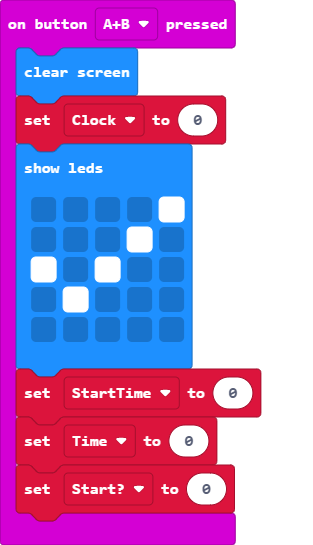 on button A+B pressed
clear screen
set Clock to 0
show leds
set StartTime to 0
set Time to 0
set Start? to 0